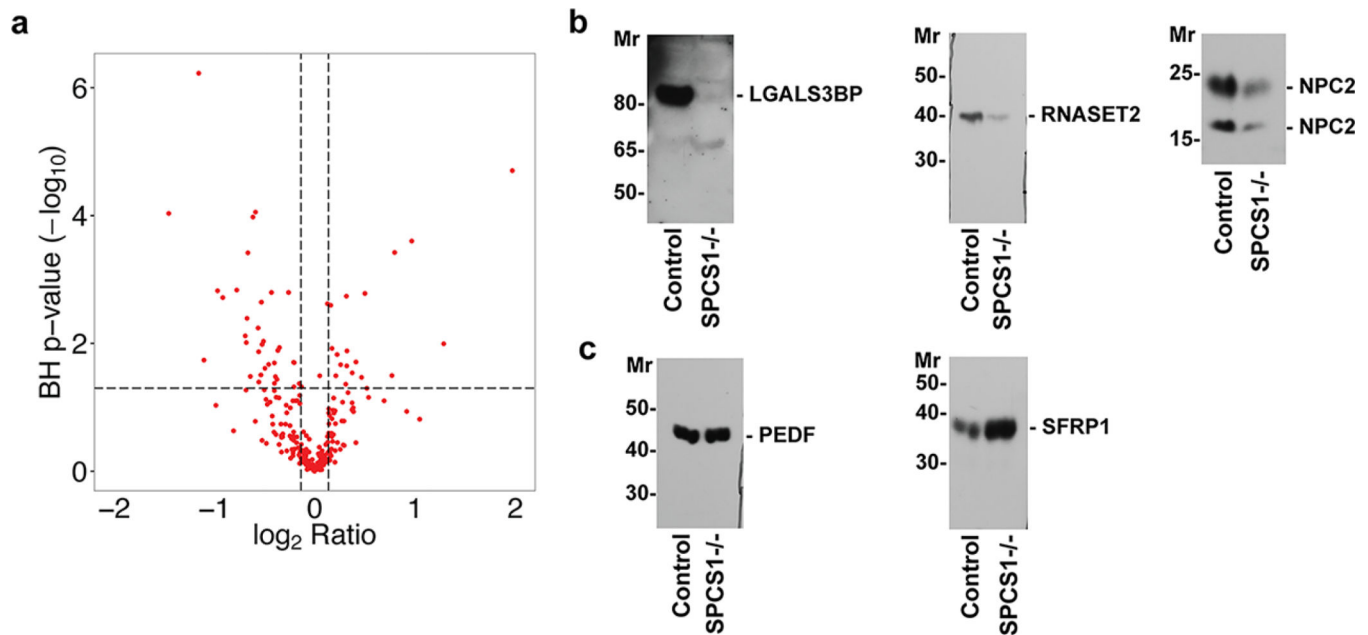 a
6
4
2
0
BH p-value (−log10)
−2 −1 0 1 2
log2 Ratio
b
Mr
80-
65-
50-
- LGALS3BP
Control
SPCS1-/-
Mr
50-
40-
30-
- RNASET2
Control
SPCS1-/-
Mr
25-
15-
- NPC2
- NPC2
Control
SPCS1-/-
c
Mr
50-
40-
30-
- PEDF
Control
SPCS1-/-
Mr
50-
40-
30-
- SFRP1
Control
SPCS1-/-